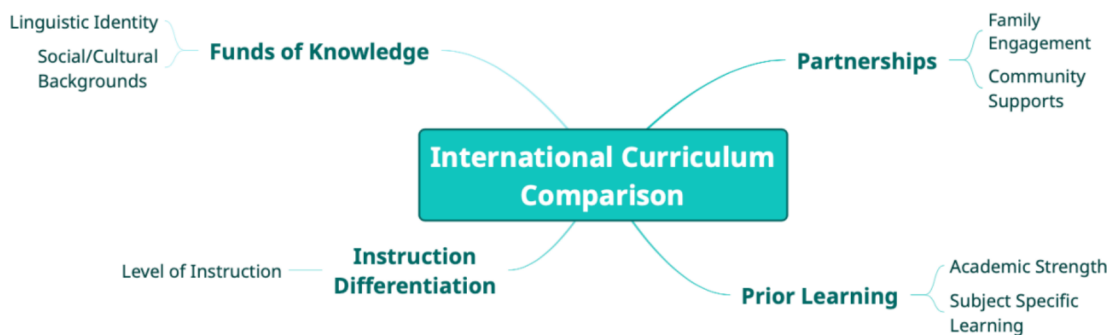 Linguistic Identity
Social/Cultural
Backgrounds
Funds of Knowledge
Partnerships
Family
Engagement
Community
Supports
International Curriculum
Comparison
Level of Instruction
Instruction
Differentiation
Prior Learning
Academic Strength
Subject Specific
Learning